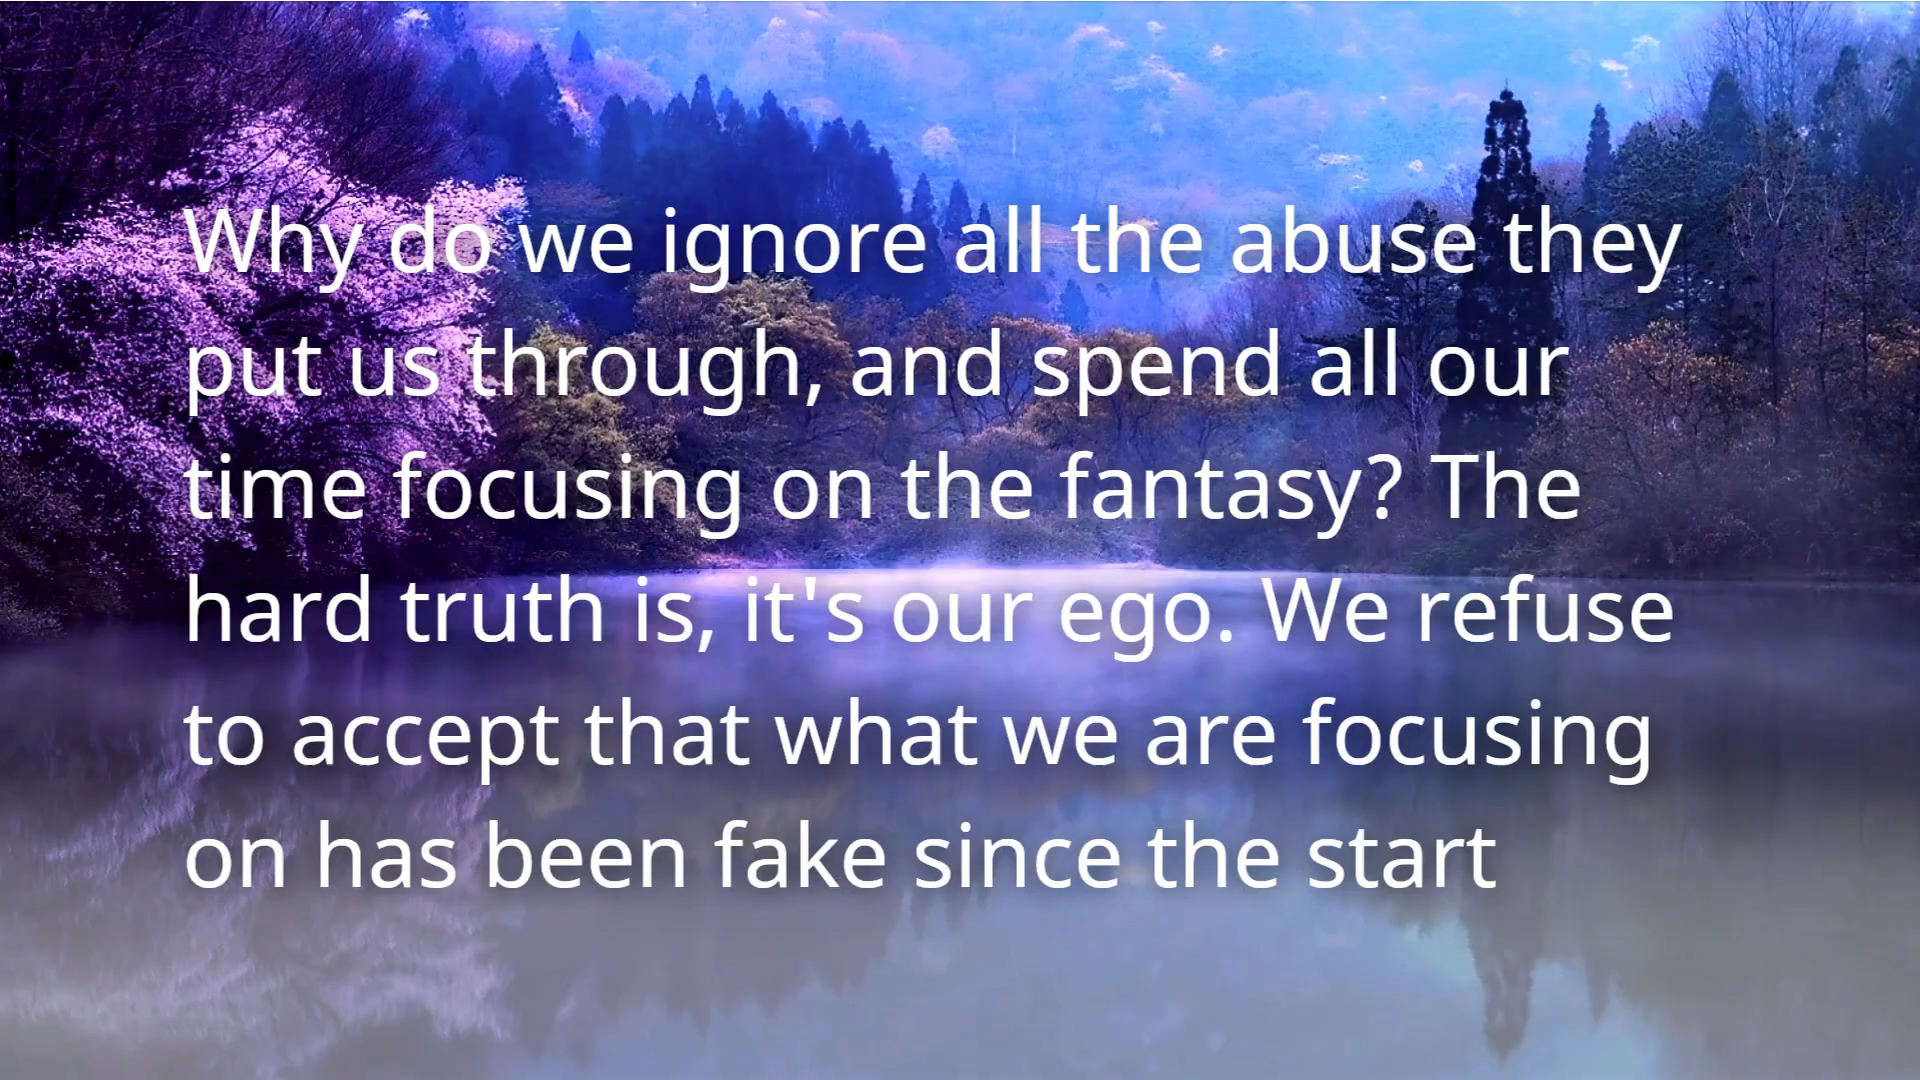 Why do we ignore all the abuse they
put us through, and spend all our
time focusing on the fantasy? The
hard truth is, it's our ego. We refuse
to accept that what we are focusing
on has been fake since the start